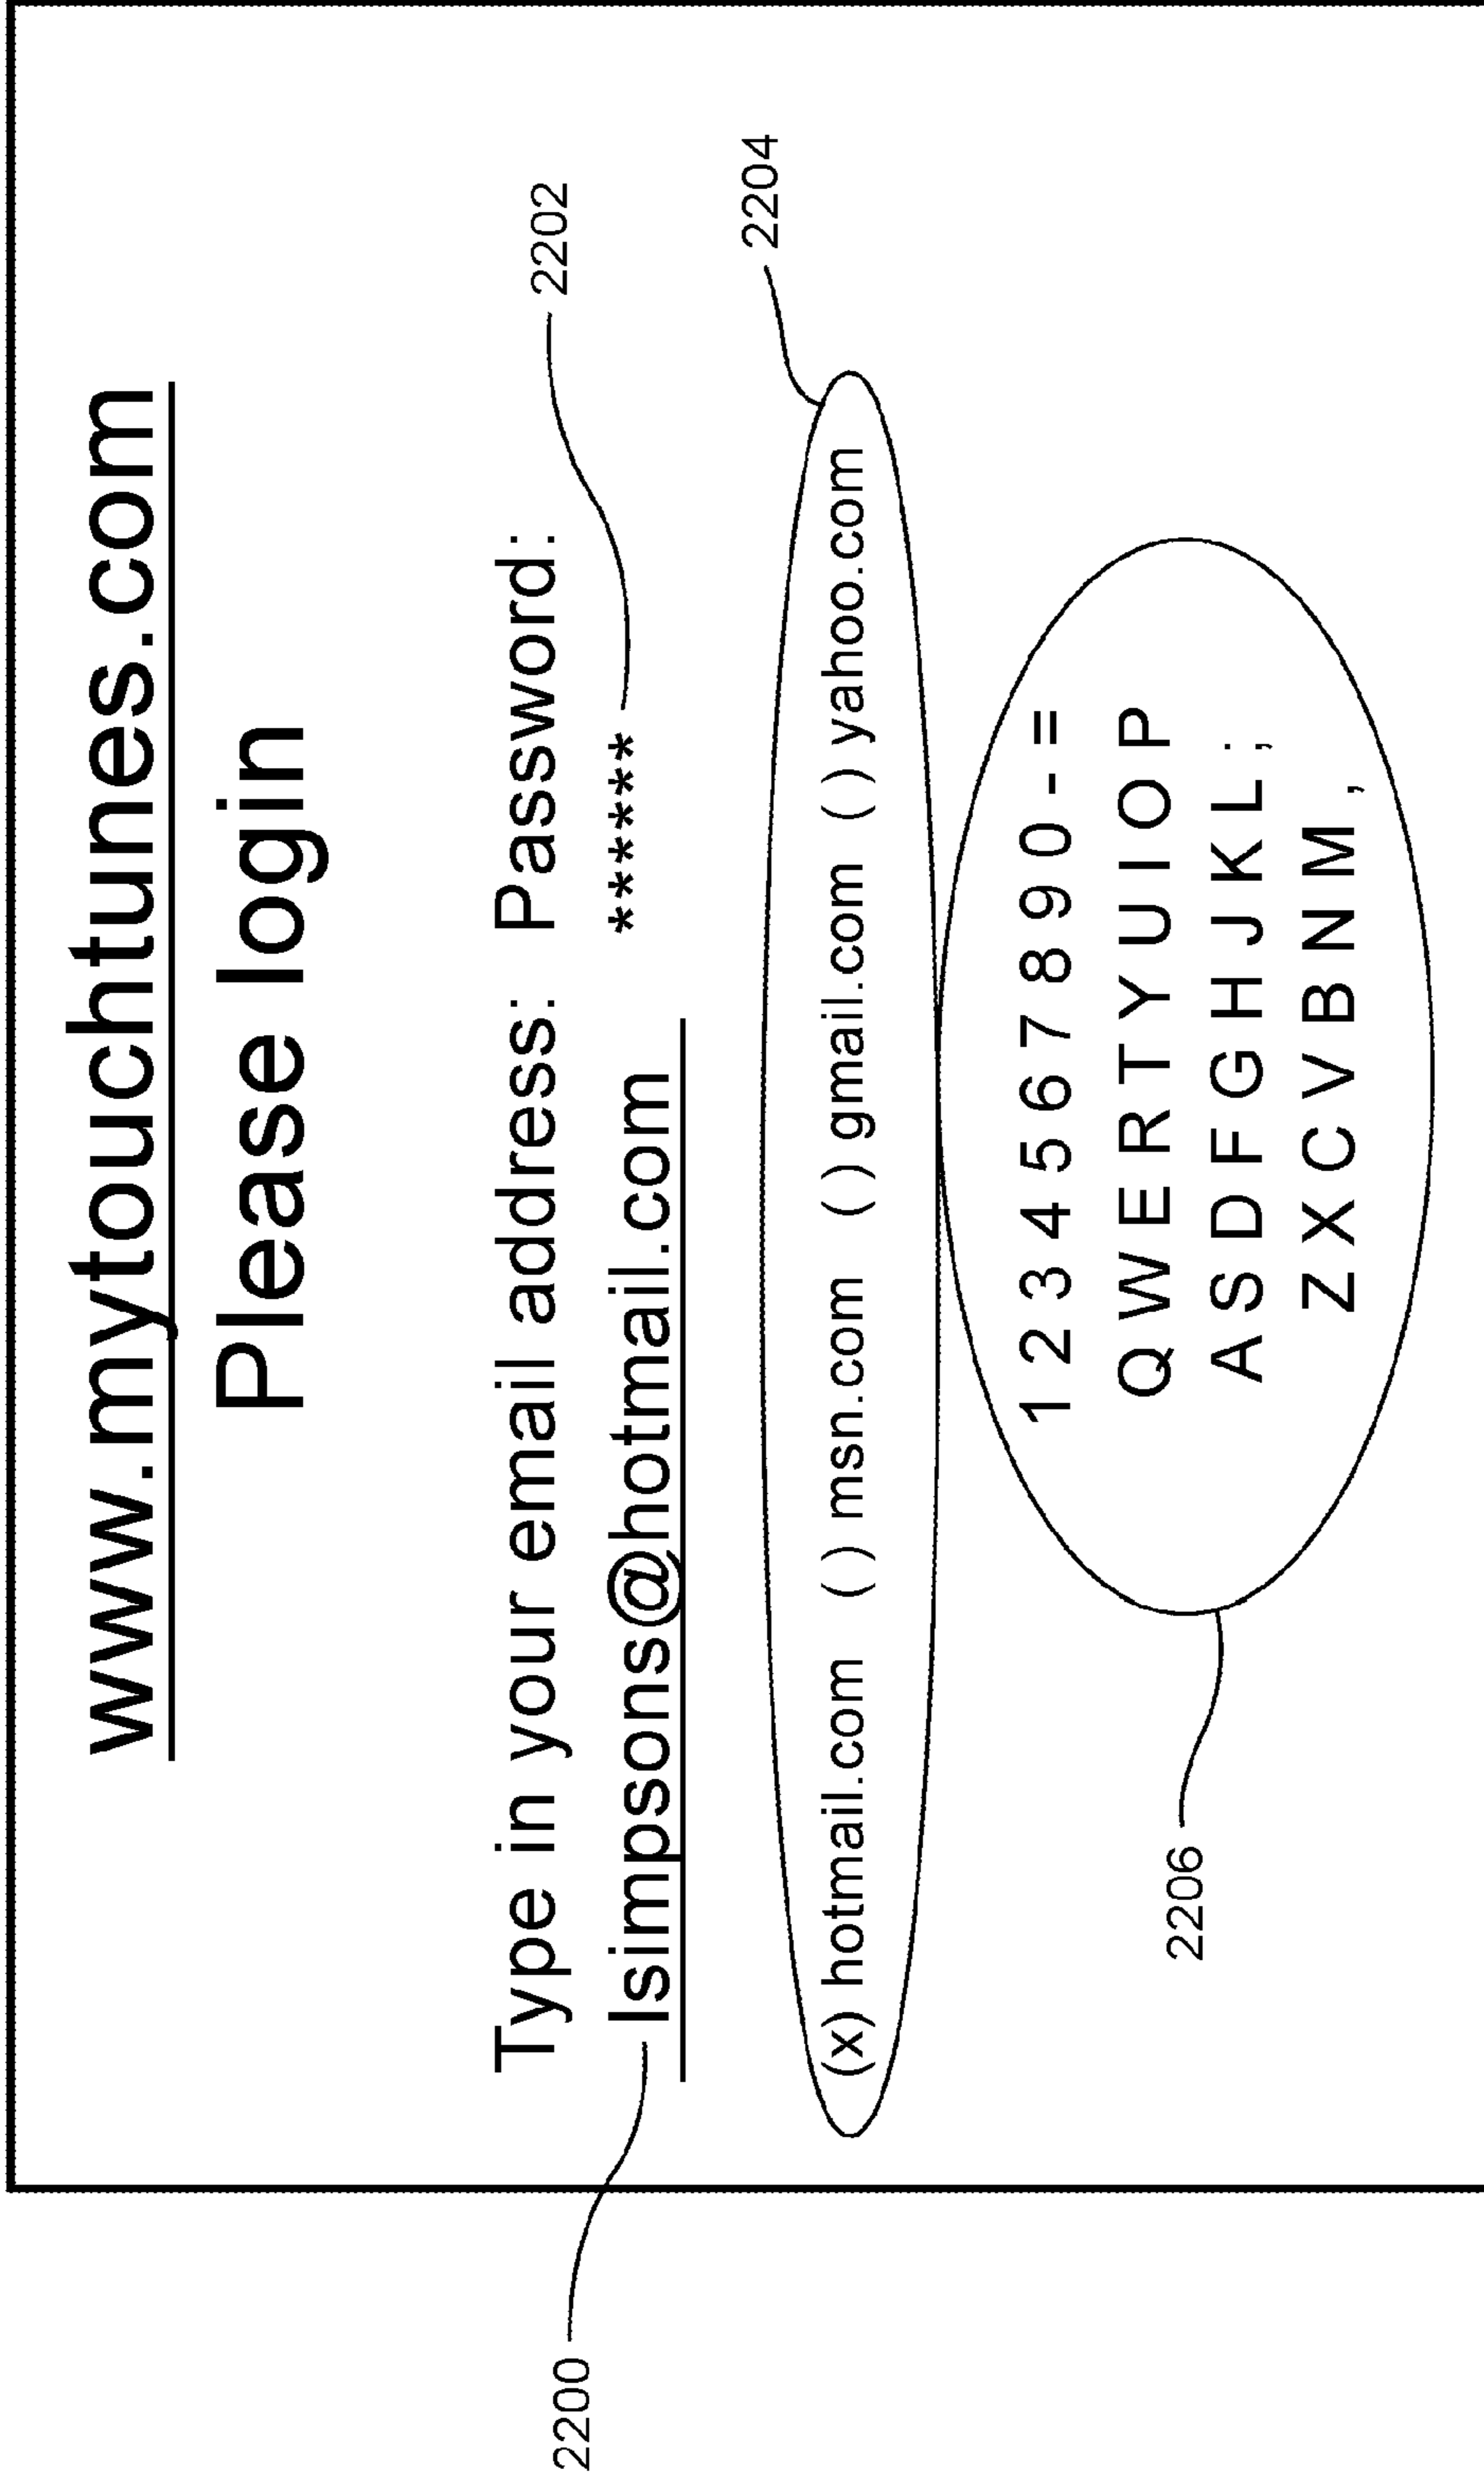 www.mytouchtunes.com
Please login
Type in your email address: Password:
lsimpsons@hotmail.com ******
2200
2202
(x) hotmail.com () msn.com () gmail.com () yahoo.com
2204
1 2 3 4 5 6 7 8 9 0 - =
Q W E R T Y U I O P
A S D F G H J K L ;
Z X C V B N M ,
2206